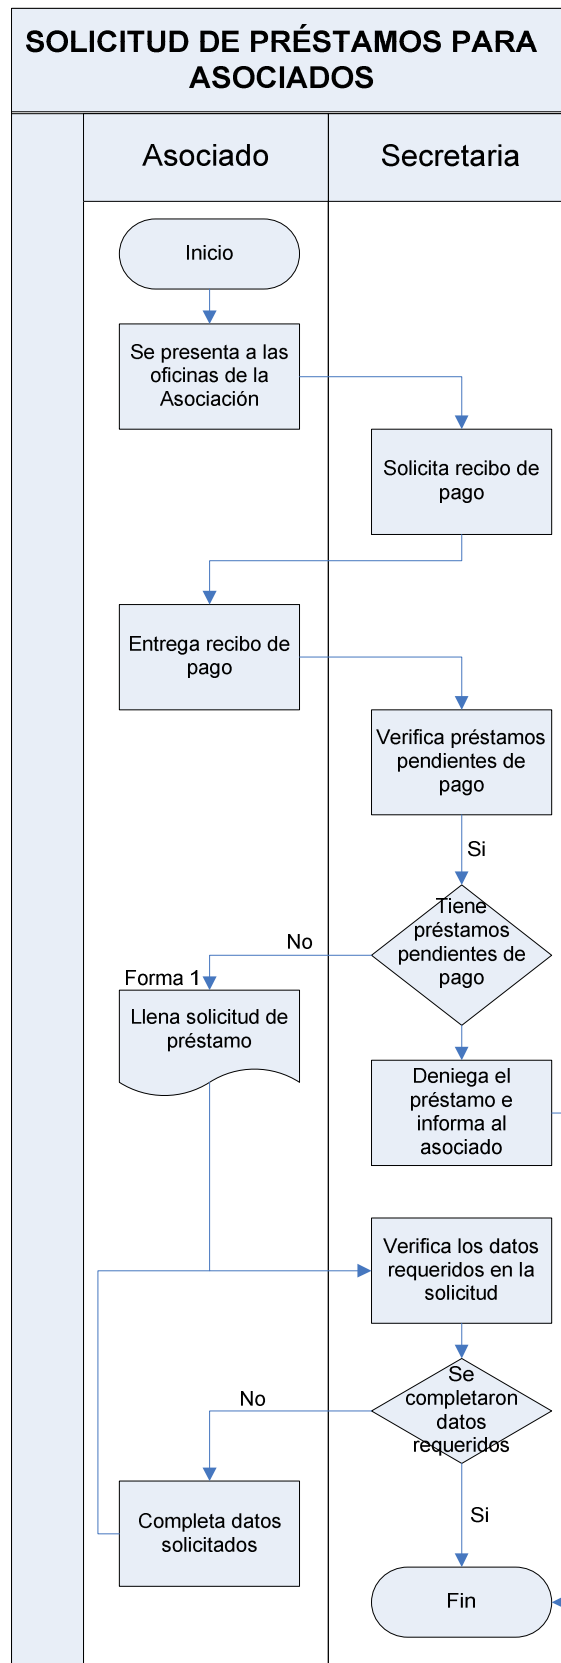 SOLICITUD DE PRÉSTAMOS PARA
ASOCIADOS
Asociado
Secretaria
Inicio
Se presenta a las
oficinas de la
Asociación
Solicita recibo de
pago
Entrega recibo de
pago
Verifica préstamos
pendientes de
pago
Si
Tiene
préstamos
pendientes de
pago
No
Forma 1
Llena solicitud de
préstamo
Deniega el
préstamo e
informa al
asociado
Verifica los datos
requeridos en la
solicitud
Se
completaron
datos
requeridos
No
Completa datos
solicitados
Si
Fin